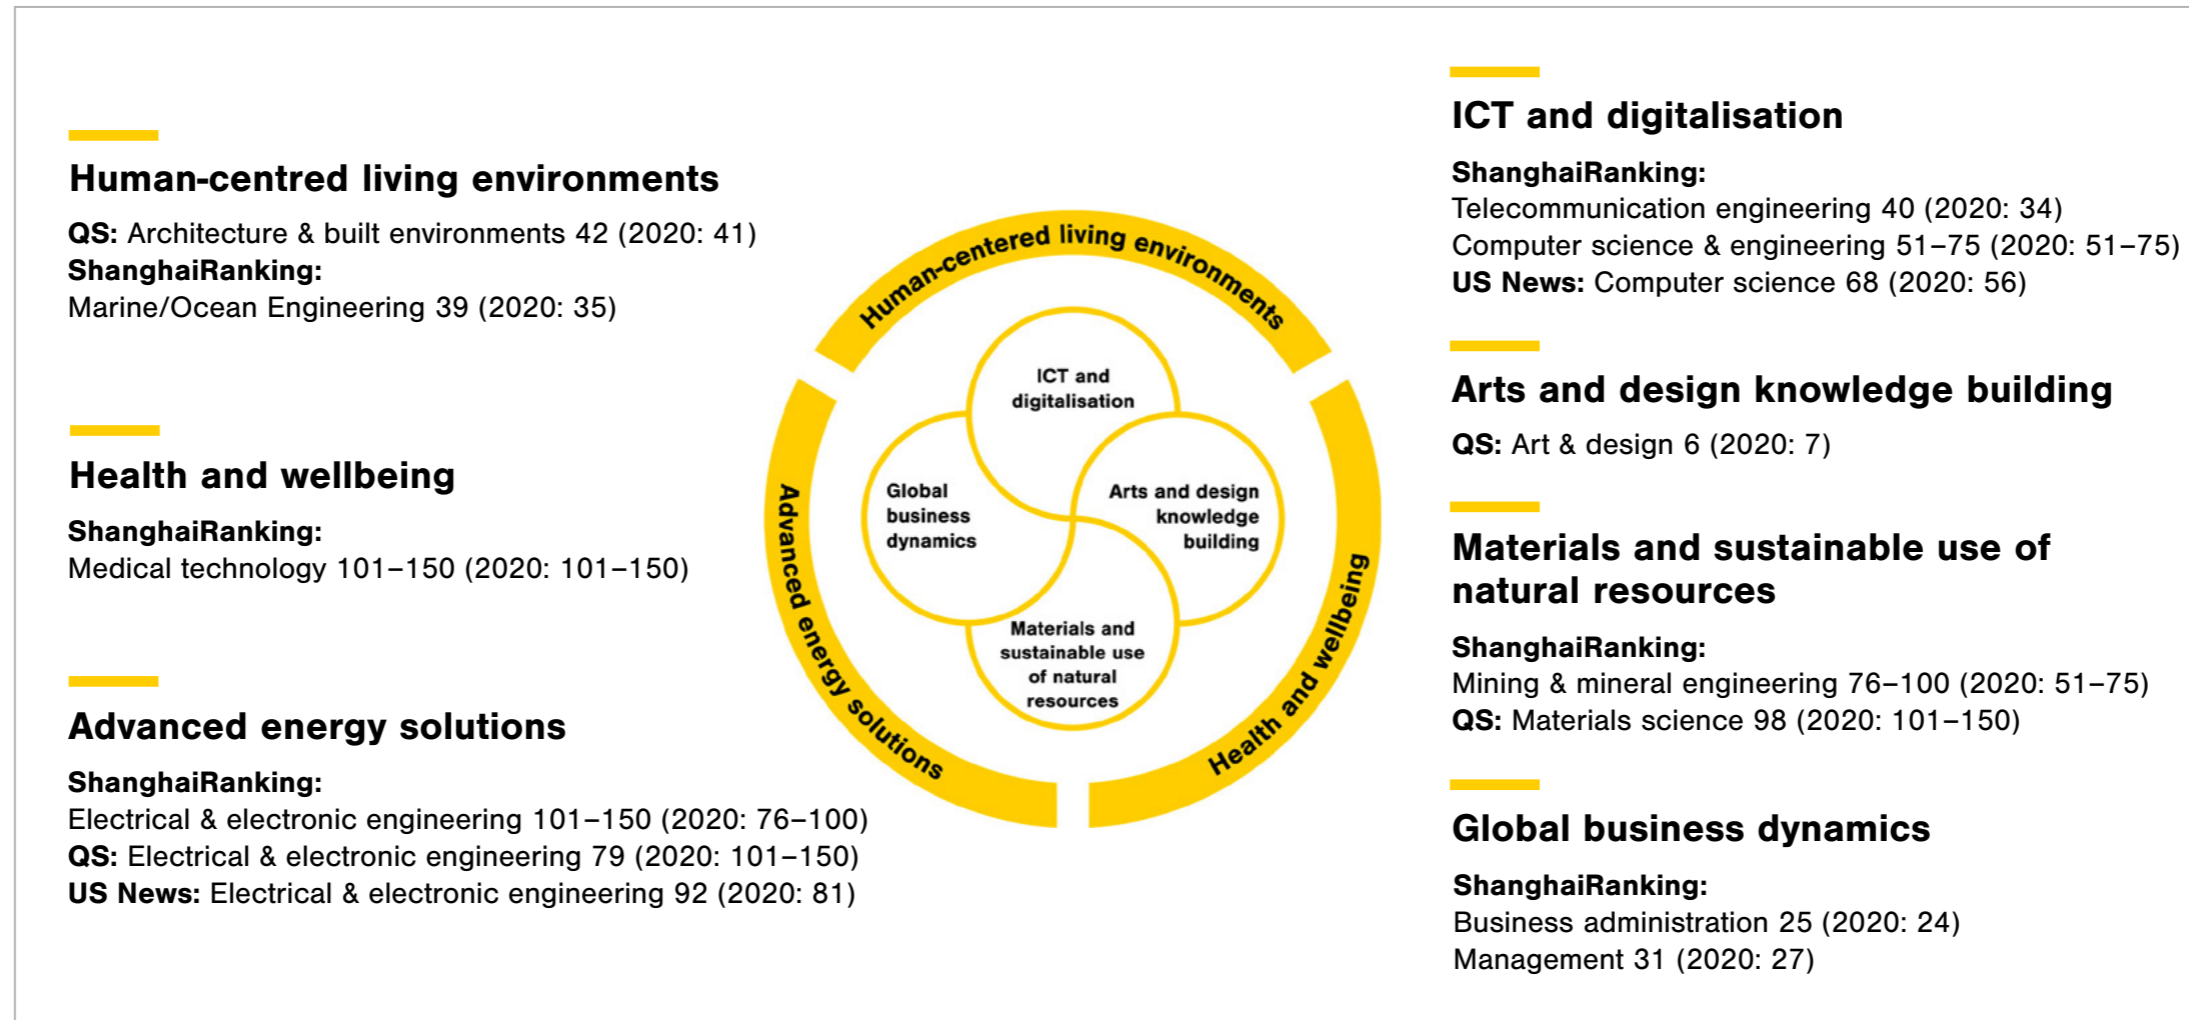 Human-centred living environments
QS: Architecture & built environments 42 (2020: 41)
ShanghaiRanking:
Marine/Ocean Engineering 39 (2020: 35)
Health and wellbeing
ShanghaiRanking:
Medical technology 101–150 (2020: 101–150)
Advanced energy solutions
ShanghaiRanking:
Electrical & electronic engineering 101–150 (2020: 76–100)
QS: Electrical & electronic engineering 79 (2020: 101–150)
US News: Electrical & electronic engineering 92 (2020: 81)
Human-centered living environments
Advanced energy solutions
Health and wellbeing
ICT and
digitalisation
Global
business
dynamics
Arts and design
knowledge
building
Materials and
sustainable use
of natural
resources
ICT and digitalisation
ShanghaiRanking:
Telecommunication engineering 40 (2020: 34)
Computer science & engineering 51–75 (2020: 51–75)
US News: Computer science 68 (2020: 56)
Arts and design knowledge building
QS: Art & design 6 (2020: 7)
Materials and sustainable use of
natural resources
ShanghaiRanking:
Mining & mineral engineering 76–100 (2020: 51–75)
QS: Materials science 98 (2020: 101–150)
Global business dynamics
ShanghaiRanking:
Business administration 25 (2020: 24)
Management 31 (2020: 27)